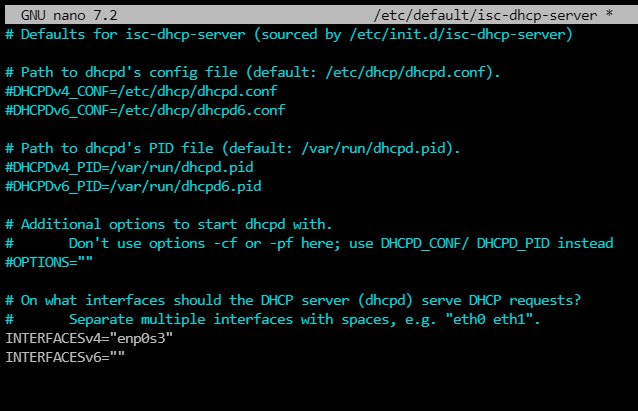 GNU nano 7.2 /etc/default/isc-dhcp-server *
# Defaults for isc-dhcp-server (sourced by /etc/init.d/isc-dhcp-server)
# Path to dhcpd's config file (default: /etc/dhcp/dhcpd.conf).
#DHCPDv4_CONF=/etc/dhcp/dhcpd.conf
#DHCPDv6_CONF=/etc/dhcp/dhcpd6.conf
# Path to dhcpd's PID file (default: /var/run/dhcpd.pid).
#DHCPDv4_PID=/var/run/dhcpd.pid
#DHCPDv6_PID=/var/run/dhcpd6.pid
# Additional options to start dhcpd with.
#       Don't use options -cf or -pf here; use DHCPD_CONF/ DHCPD_PID instead
#OPTIONS=""
# On what interfaces should the DHCP server (dhcpd) serve DHCP requests?
#       Separate multiple interfaces with spaces, e.g. "eth0 eth1".
INTERFACESv4="enp0s3"
INTERFACESv6=""